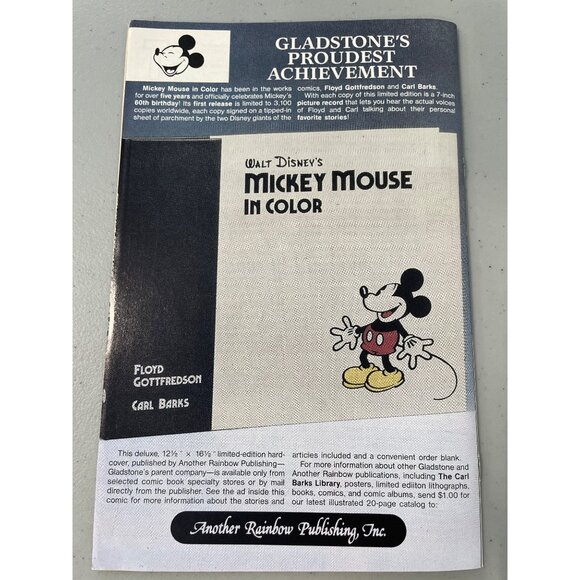 GLADSTONE'S
PROUDEST
ACHIEVEMENT
Mickey Mouse in Color has been in the works
for over five years and officially celebrates Mickey's
60th birthday! Its first release is limited to 3,100
copies worldwide, each copy signed on a tipped-in
sheet of parchment by the two Disney giants of the
comics, Floyd Gottfredson and Carl Barks.
With each copy of this limited edition is a 7-inch
picture record that lets you hear the actual voices
of Floyd and Carl talking about their personal
favorite stories!
WALT DISNEY'S
MICKEY MOUSE
IN COLOR
FLOYD
GOTTFREDSON
CARL BARKS
This deluxe, 12½" × 16½" limited-edition hard-
cover, published by Another Rainbow Publishing—
Gladstone's parent company—is available only from
selected comic book specialty stores or by mail
directly from the publisher. See the ad inside this
comic for more information about the stories and
articles included and a convenient order blank.
For more information about other Gladstone and
Another Rainbow publications, including The Carl
Barks Library, posters, limited ediiton lithographs,
books, comics, and comic albums, send $1.00 for
our latest illustrated 20-page catalog to:
Another Rainbow Publishing, Inc.